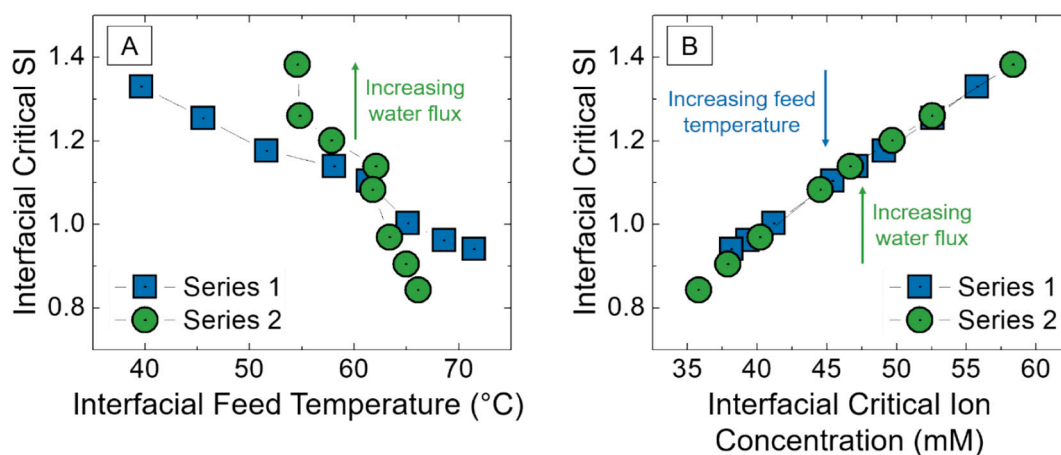 A
Interfacial Critical SI
1.4
1.2
1.0
0.8
Increasing
water flux
Series 1
Series 2
40
50
60
70
Interfacial Feed Temperature (°C)
B
Interfacial Critical SI
1.4
1.2
1.0
0.8
Increasing feed
temperature
Increasing
water flux
Series 1
Series 2
35
40
45
50
55
60
Interfacial Critical Ion
Concentration (mM)